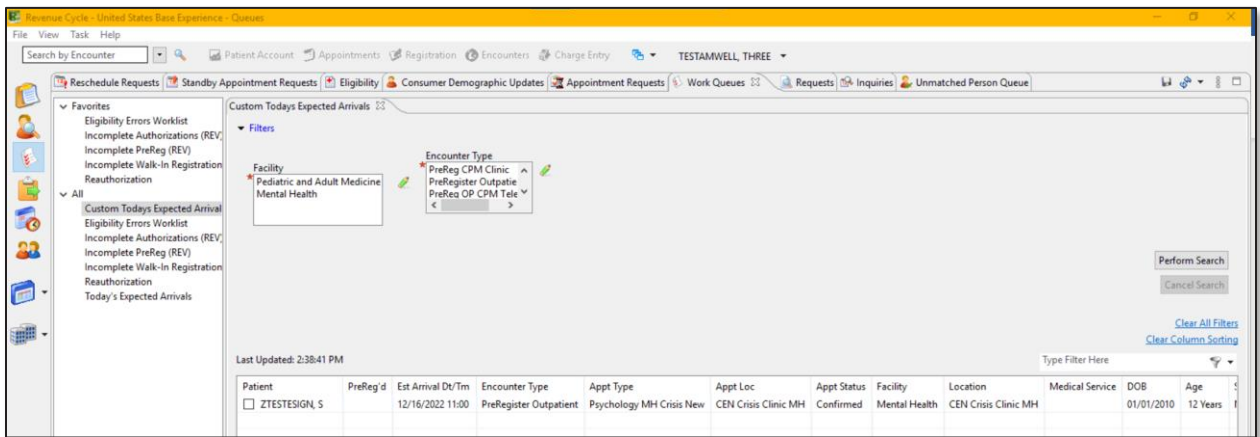 Revenue Cycle - United States Base Experience - Queues
File View Task Help
Search by Encounter Patient Account Appointments Registration Encounters Charge Entry TESTAMWELL, THREE
Reschedule Requests Standby Appointment Requests Eligibility Consumer Demographic Updates Appointment Requests Work Queues Requests Inquiries Unmatched Person Queue
Favorites
Eligibility Errors Worklist
Incomplete Authorizations (REV)
Incomplete PreReg (REV)
Incomplete Walk-In Registration
Reauthorization
All
Custom Todays Expected Arrival
Eligibility Errors Worklist
Incomplete Authorizations (REV)
Incomplete PreReg (REV)
Incomplete Walk-In Registration
Reauthorization
Today's Expected Arrivals
Custom Todays Expected Arrivals
Filters
Facility
* Pediatric and Adult Medicine
Mental Health
Encounter Type
* PreReg CPM Clinic
PreRegister Outpatie
PreReg OP CPM Tele
Perform Search
Cancel Search
Clear All Filters
Clear Column Sorting
Last Updated: 2:38:41 PM Type Filter Here
Patient PreReg'd Est Arrival Dt/Tm Encounter Type Appt Type Appt Loc Appt Status Facility Location Medical Service DOB Age
ZTESTESIGN, S 12/16/2022 11:00 PreRegister Outpatient Psychology MH Crisis New CEN Crisis Clinic MH Confirmed Mental Health CEN Crisis Clinic MH 01/01/2010 12 Years